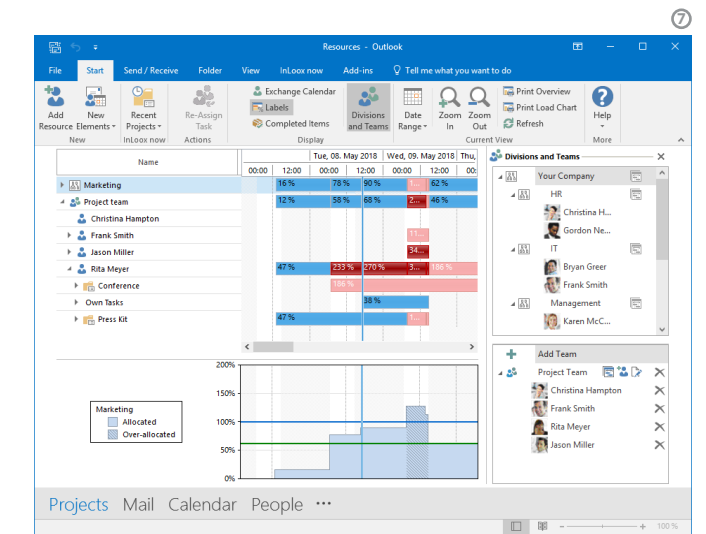 7
Resources - Outlook
File Start Send / Receive Folder View InLoox now Add-ins Tell me what you want to do
Add Resource
New Elements
Recent Projects
Re-Assign Task
Exchange Calendar
Labels
Completed Items
Divisions and Teams
Date Range
Zoom In
Zoom Out
Print Overview
Print Load Chart
Refresh
Help
New InLoox now Actions Display Current View More
Name
Tue, 08. May 2018 Wed, 09. May 2018 Thu,
00:00 12:00 00:00 12:00 00:00 12:00 00:
Marketing 16 % 78 % 90 % 1... 62 %
Project team 12 % 58 % 68 % 2... 46 %
Christina Hampton
Frank Smith 11...
Jason Miller 34...
Rita Meyer 47 % 233 % 270 % 3... 186 %
Conference 186 %
Own Tasks 38 %
Press Kit 47 % 1...
200%
150%
100%
50%
0%
Marketing
Allocated
Over-allocated
Divisions and Teams
Your Company
HR
Christina H...
Gordon Ne...
IT
Bryan Greer
Frank Smith
Management
Karen McC...
Add Team
Project Team
Christina Hampton
Frank Smith
Rita Meyer
Jason Miller
Projects Mail Calendar People ...
100 %